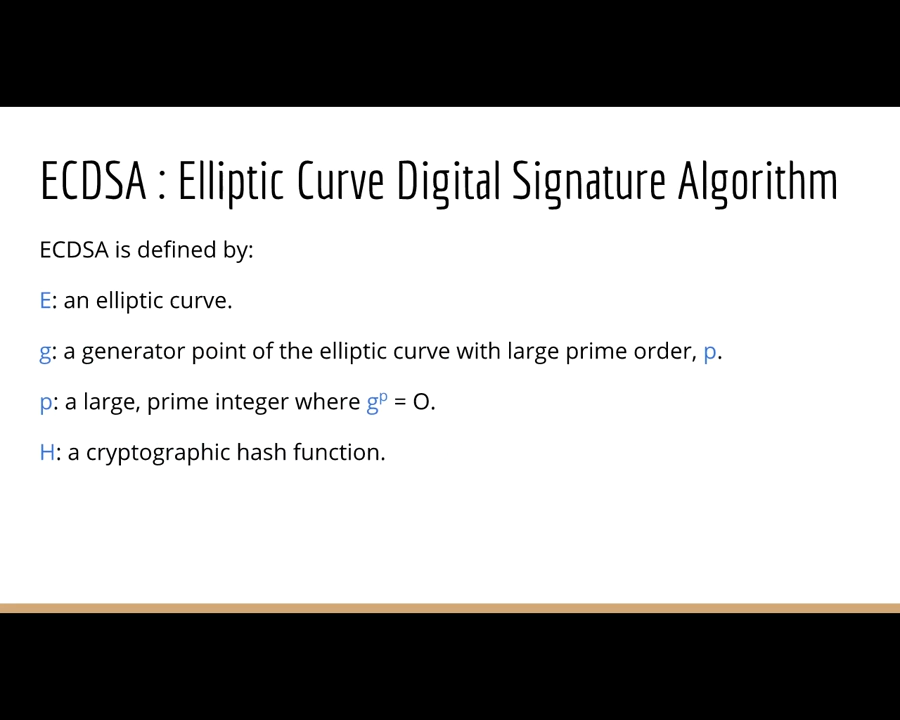 ECDSA : Elliptic Curve Digital Signature Algorithm
ECDSA is defined by:
E: an elliptic curve.
g: a generator point of the elliptic curve with large prime order, p.
p: a large, prime integer where gᵖ = O.
H: a cryptographic hash function.